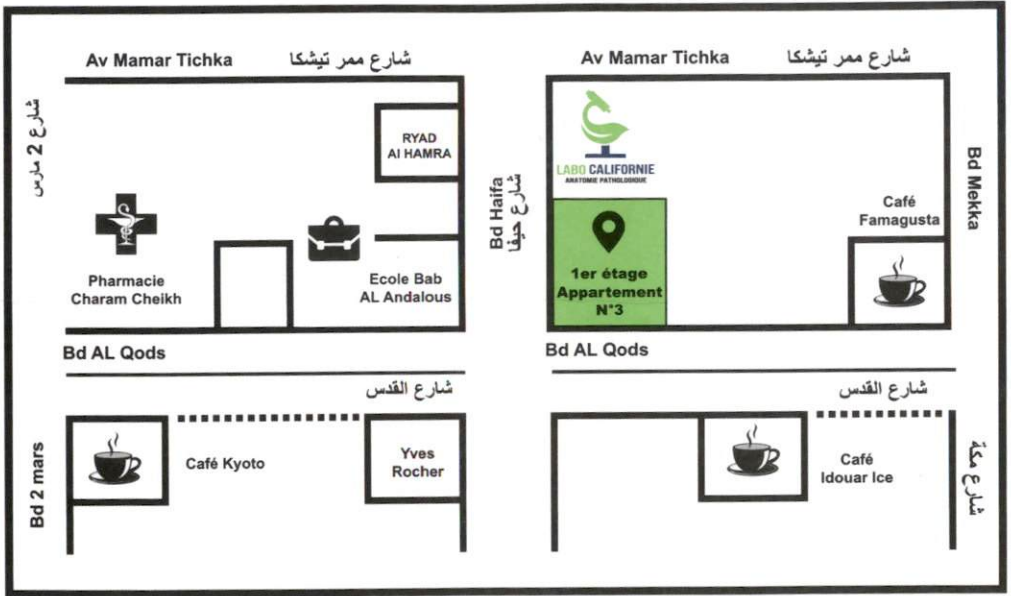 Av Mamar Tichka
شارع ممر تيشكا
Av Mamar Tichka
شارع ممر تيشكا
شارع 2 مارس
RYAD
Al HAMRA
LABO CALIFORNIE
ANATOMIE PATHOLOGIQUE
Bd Haifa
شارع حيفا
Bd Mekka
Café
Famagusta
Pharmacie
Charam Cheikh
Ecole Bab
AL Andalous
1er étage
Appartement
N°3
Bd AL Qods
Bd AL Qods
شارع القدس
شارع القدس
Bd 2 mars
Café Kyoto
Yves
Rocher
Café
Idouar Ice
شارع مكة